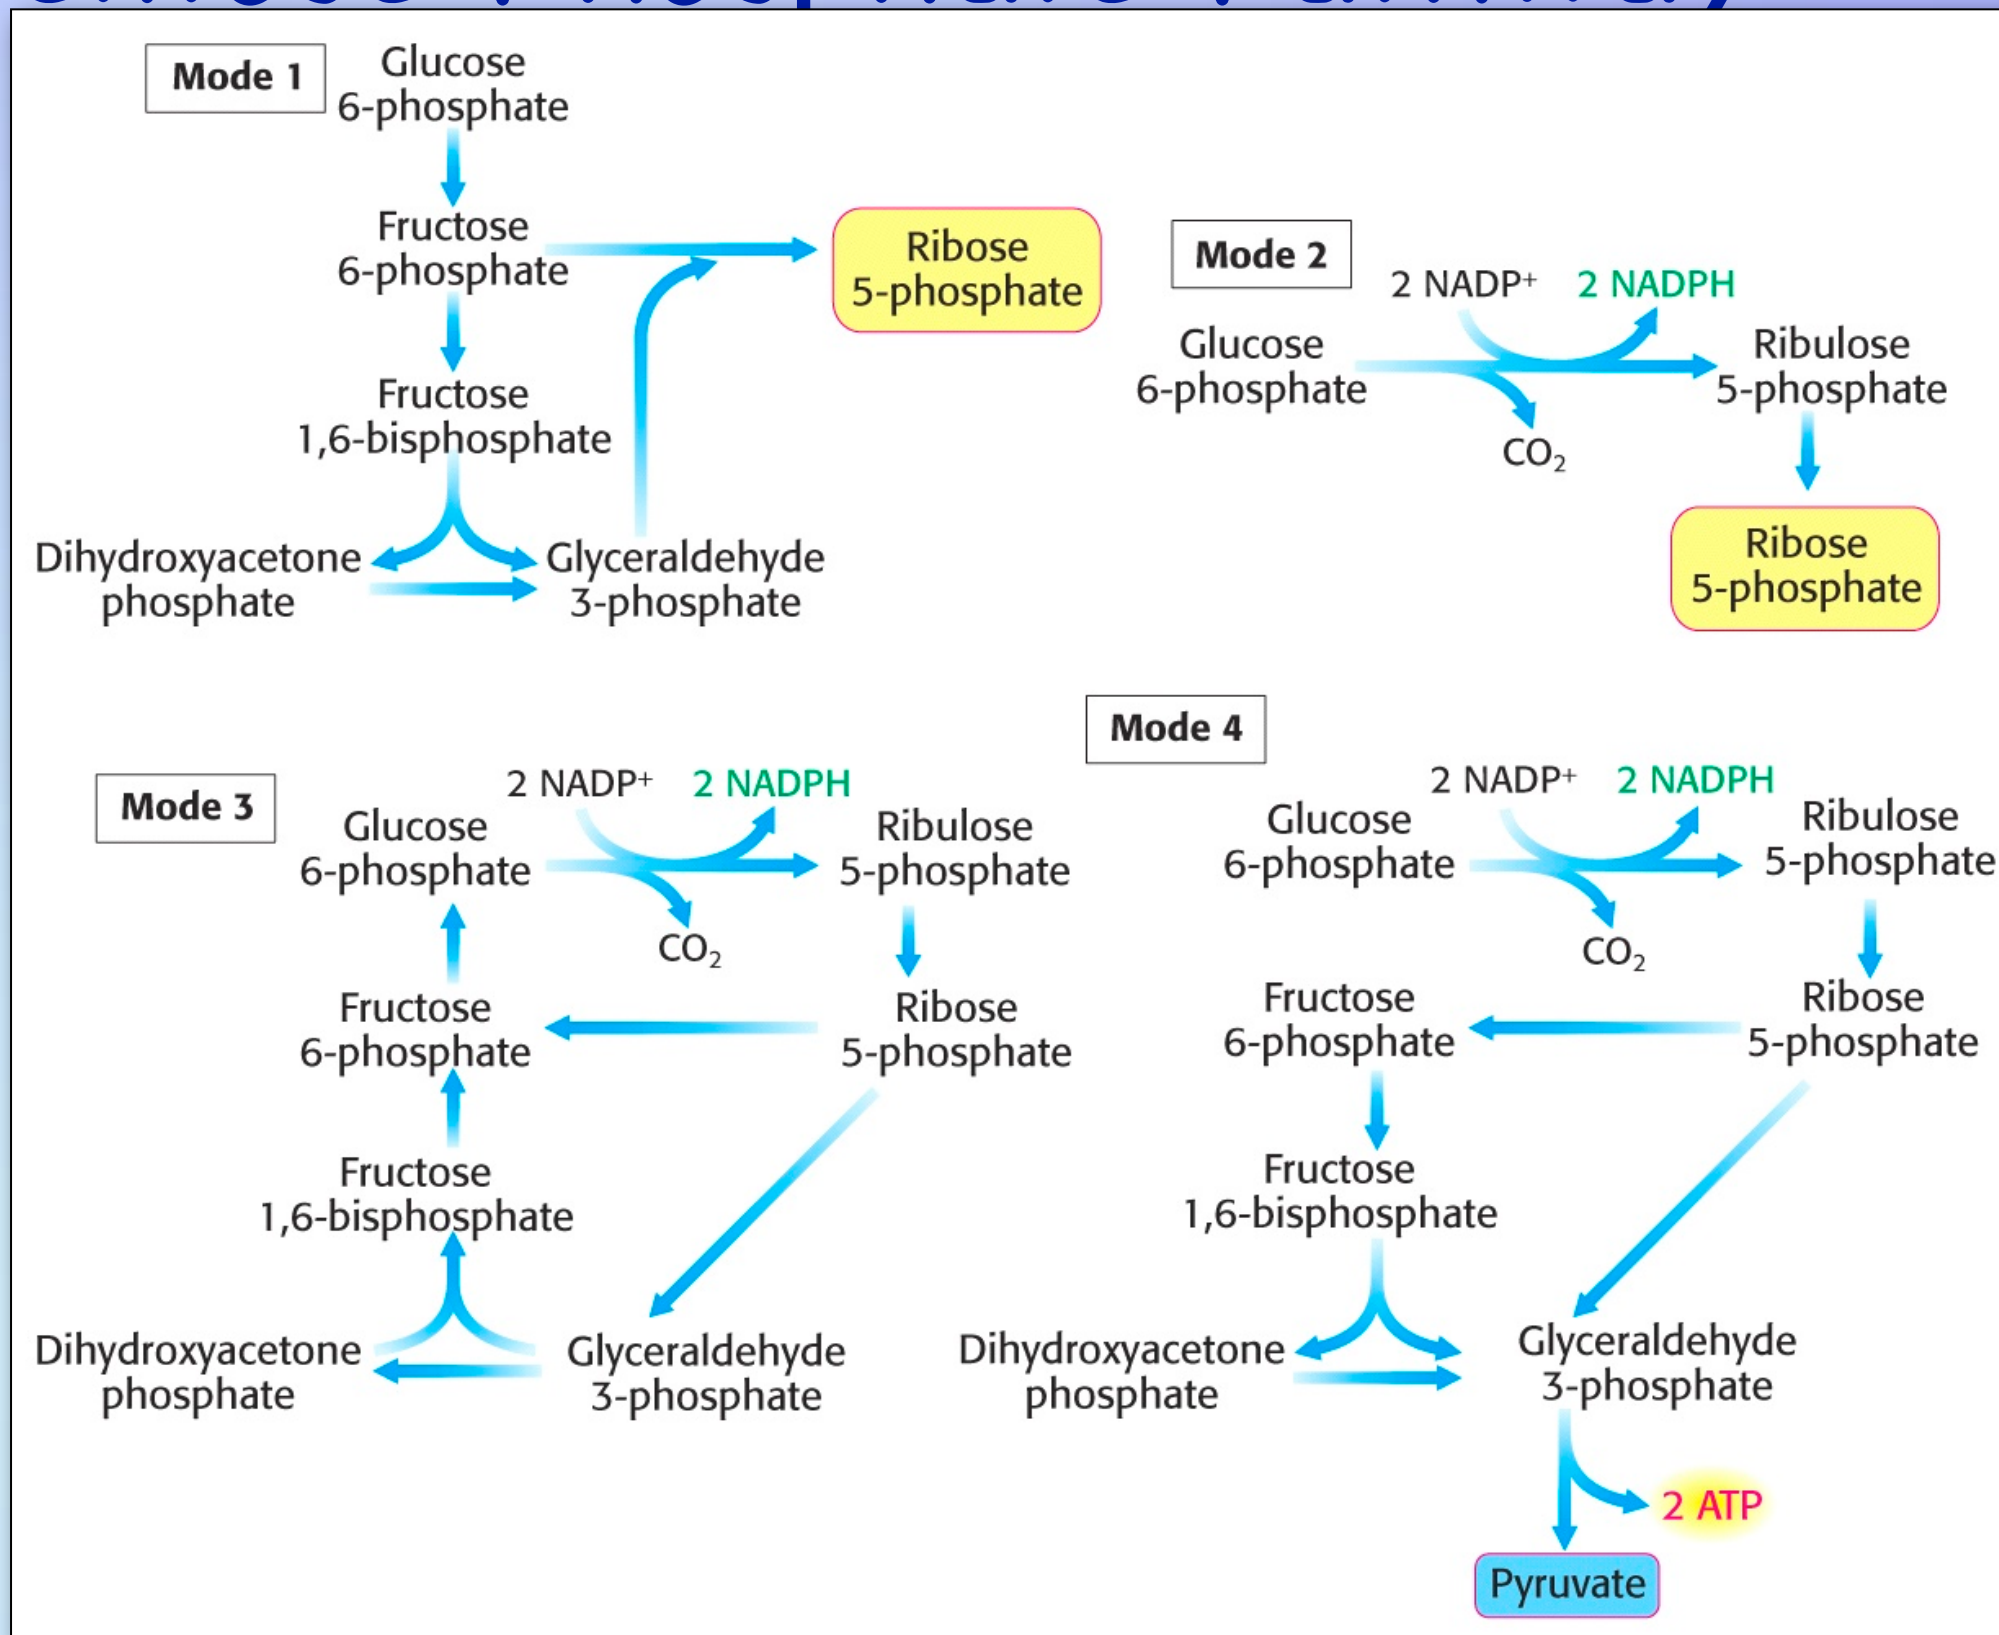 Mode 1
Glucose
6-phosphate
Fructose
6-phosphate
Fructose
1,6-bisphosphate
Dihydroxyacetone
phosphate
Glyceraldehyde
3-phosphate
Ribose
5-phosphate
Mode 2
2 NADP⁺
2 NADPH
Glucose
6-phosphate
CO₂
Ribulose
5-phosphate
Ribose
5-phosphate
Mode 3
2 NADP⁺
2 NADPH
Glucose
6-phosphate
CO₂
Ribulose
5-phosphate
Fructose
6-phosphate
Ribose
5-phosphate
Fructose
1,6-bisphosphate
Dihydroxyacetone
phosphate
Glyceraldehyde
3-phosphate
Mode 4
2 NADP⁺
2 NADPH
Glucose
6-phosphate
CO₂
Ribulose
5-phosphate
Fructose
6-phosphate
Ribose
5-phosphate
Fructose
1,6-bisphosphate
Dihydroxyacetone
phosphate
Glyceraldehyde
3-phosphate
2 ATP
Pyruvate